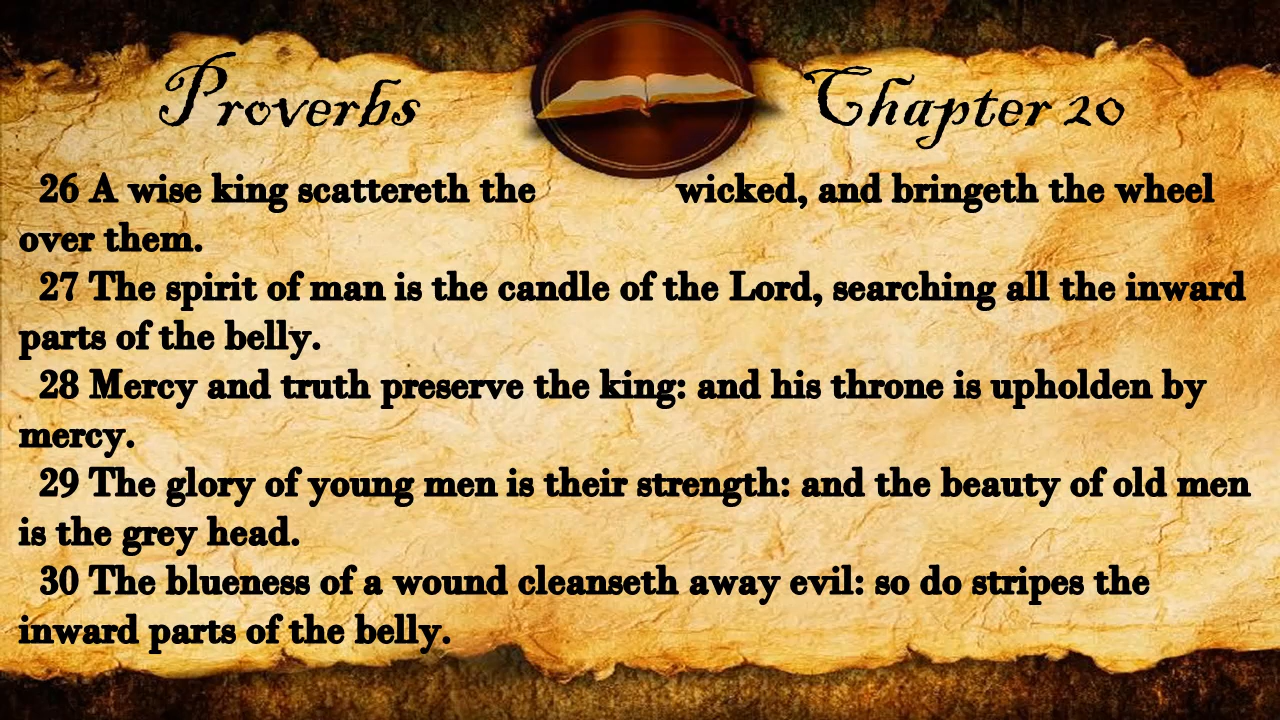 Proverbs Chapter 20
26 A wise king scattereth the wicked, and bringeth the wheel
over them.
27 The spirit of man is the candle of the Lord, searching all the inward
parts of the belly.
28 Mercy and truth preserve the king: and his throne is upholden by
mercy.
29 The glory of young men is their strength: and the beauty of old men
is the grey head.
30 The blueness of a wound cleanseth away evil: so do stripes the
inward parts of the belly.